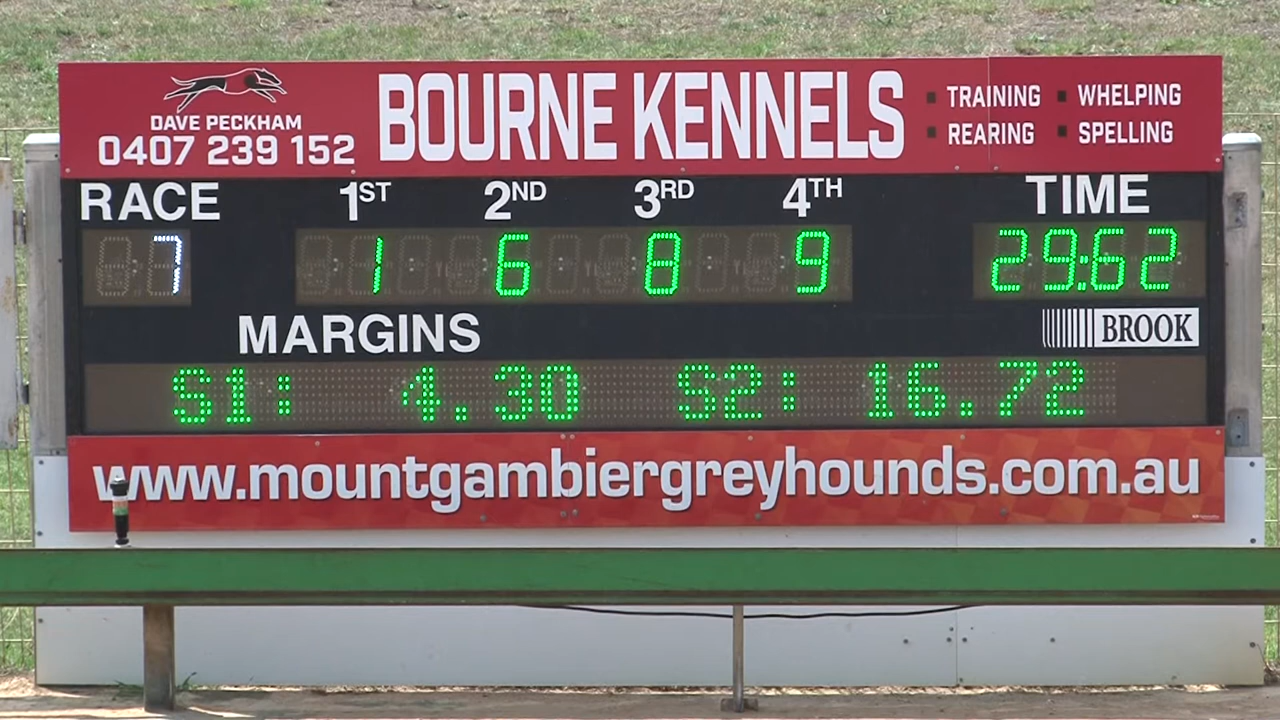 DAVE PECKHAM
0407 239 152
BOURNE KENNELS
TRAINING WHELPING
REARING SPELLING
RACE 1ST 2ND 3RD 4TH TIME
7 1 6 8 9 29:62
MARGINS BROOK
S1: 4.30 S2: 16.72
www.mountgambiergreyhounds.com.au